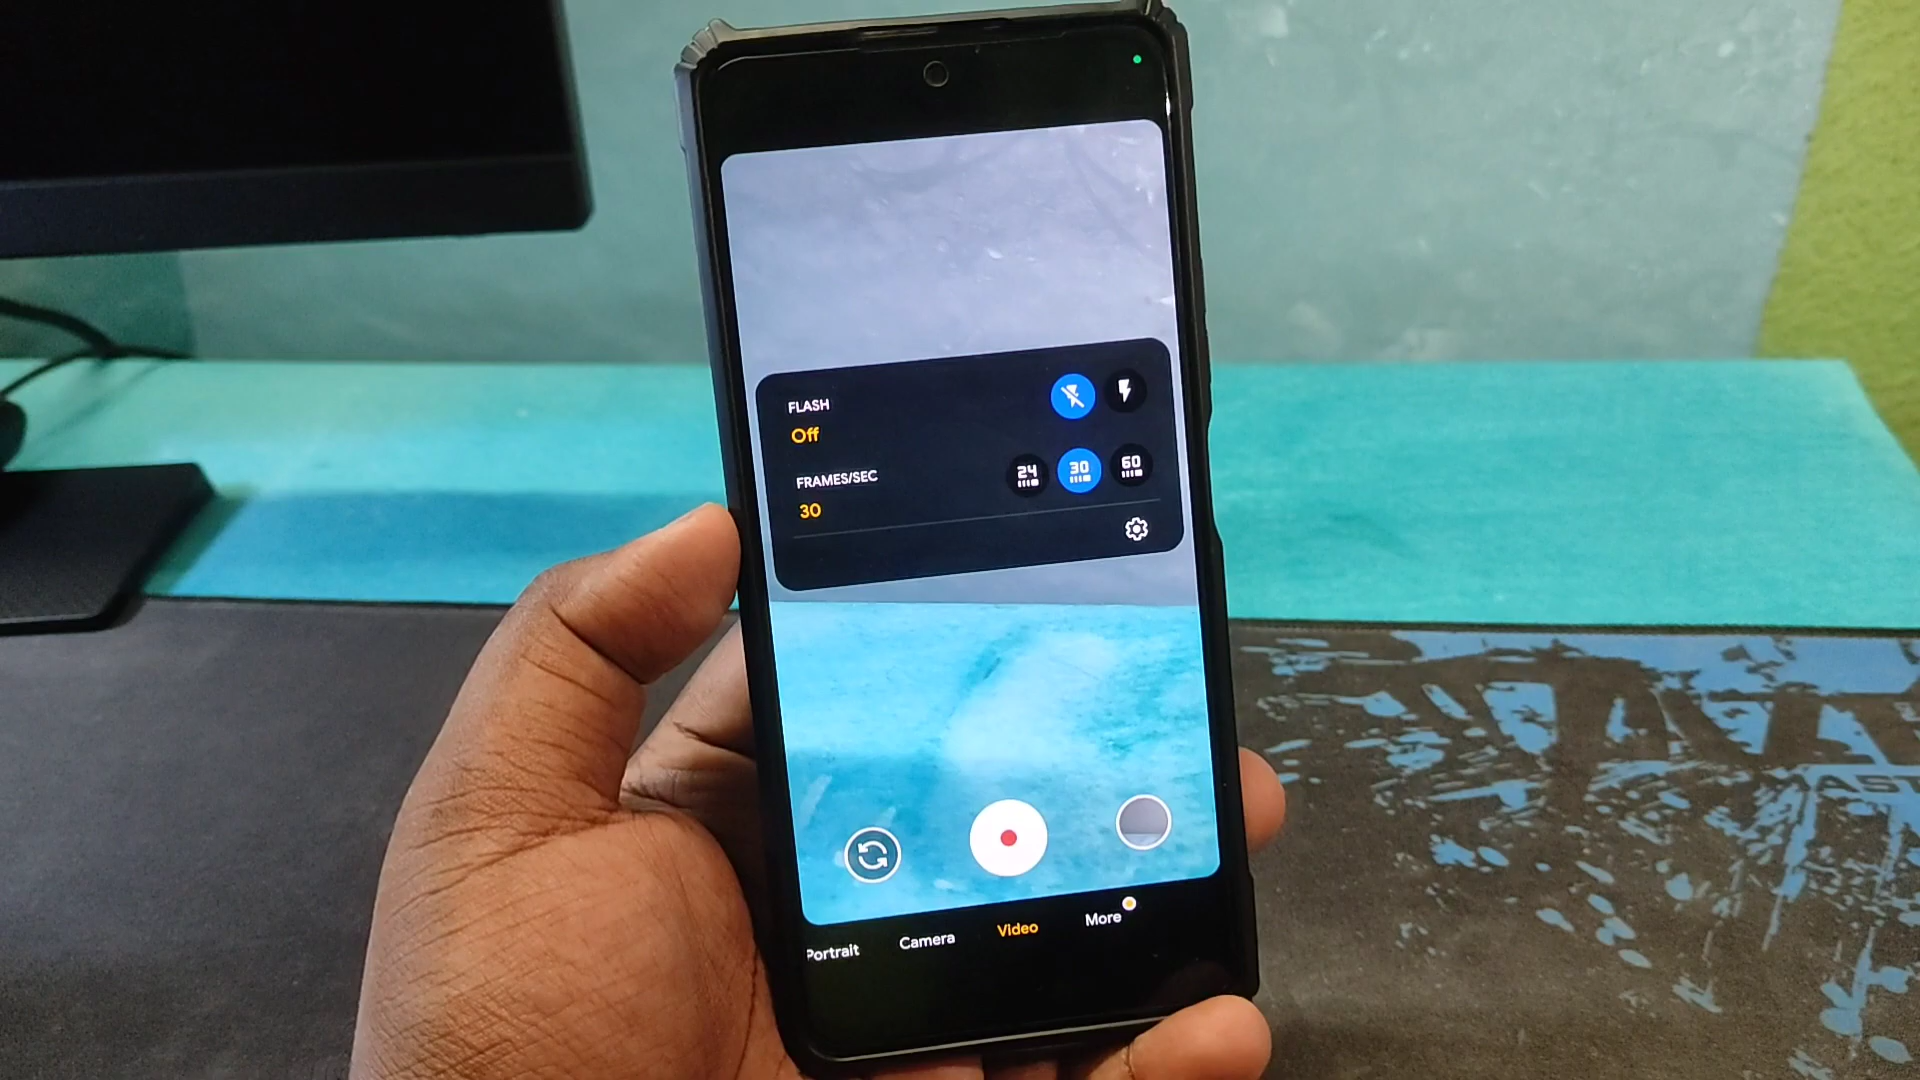 FLASH
Off
FRAMES/SEC
24
30
60
30
Portrait
Camera
Video
More